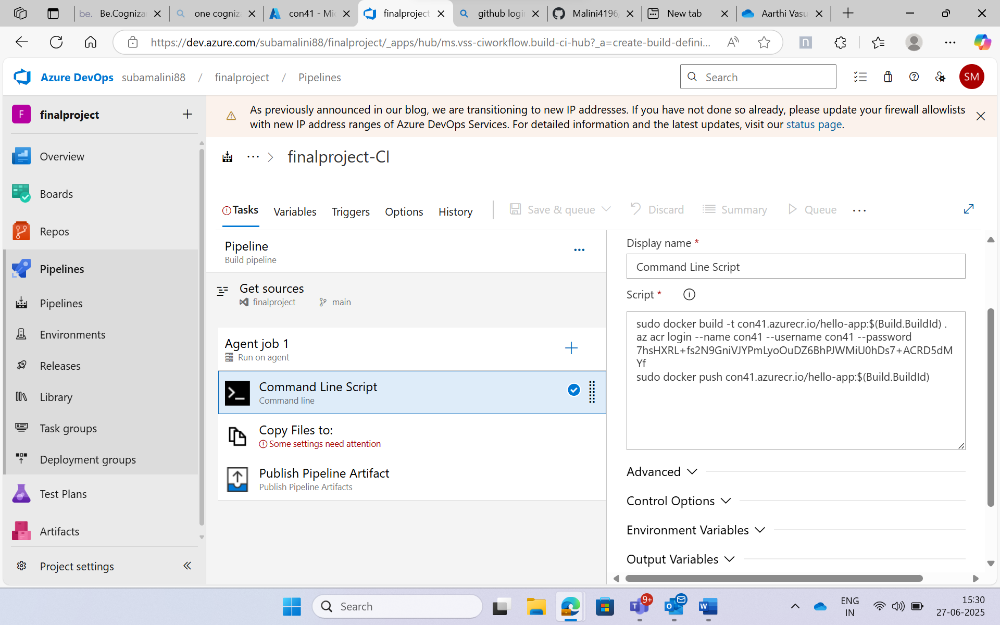 be. Be.Cogniza
one cogniza
con41 - Mic
finalproject
github logi
Malini4196/
New tab
Aarthi Vasu
https://dev.azure.com/subamalini88/finalproject/_apps/hub/ms.vss-ciworkflow.build-ci-hub?_a=create-build-defini...
Azure DevOps subamalini88 / finalproject / Pipelines
Search
SM
F finalproject
As previously announced in our blog, we are transitioning to new IP addresses. If you have not done so already, please update your firewall allowlists
with new IP address ranges of Azure DevOps Services. For detailed information and the latest updates, visit our status page.
Overview
Boards
Repos
Pipelines
Pipelines
Environments
Releases
Library
Task groups
Deployment groups
Test Plans
Artifacts
Project settings
finalproject-CI
Tasks Variables Triggers Options History Save & queue Discard Summary Queue
Pipeline
Build pipeline
Get sources
finalproject main
Agent job 1
Run on agent
Command Line Script
Command line
Copy Files to:
Some settings need attention
Publish Pipeline Artifact
Publish Pipeline Artifacts
Display name *
Command Line Script
Script *
sudo docker build -t con41.azurecr.io/hello-app:$(Build.BuildId) .
az acr login --name con41 --username con41 --password
7hsHXRL+fs2N9GniVJYPmLyoOuDZ6BhPJWMiU0hDs7+ACRD5dM
Yf
sudo docker push con41.azurecr.io/hello-app:$(Build.BuildId)
Advanced
Control Options
Environment Variables
Output Variables
Search
9+
ENG
IN
15:30
27-06-2025